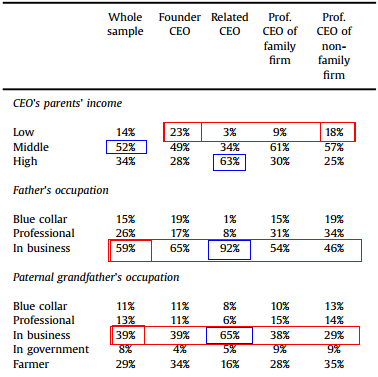 Whole Founder Related Prof. Prof.
sample CEO CEO CEO of CEO of
family non-
firm family
firm
CEO's parents' income
Low 14% 23% 3% 9% 18%
Middle 52% 49% 34% 61% 57%
High 34% 28% 63% 30% 25%
Father's occupation
Blue collar 15% 19% 1% 15% 19%
Professional 26% 17% 8% 31% 34%
In business 59% 65% 92% 54% 46%
Paternal grandfather's occupation
Blue collar 11% 11% 8% 10% 13%
Professional 13% 11% 6% 15% 14%
In business 39% 39% 65% 38% 29%
In government 8% 4% 5% 9% 9%
Farmer 29% 34% 16% 28% 35%